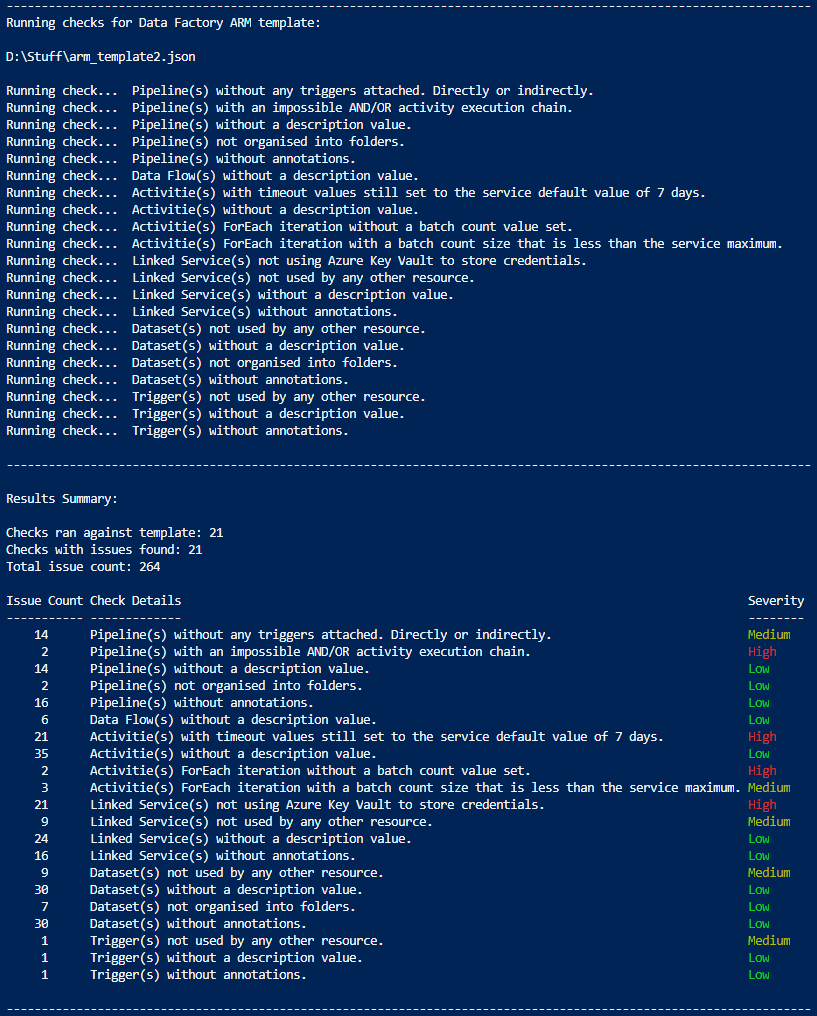 --------------------------------------------------------------------------------------------------------------------
Running checks for Data Factory ARM template:
D:\Stuff\arm_template2.json
Running check...  Pipeline(s) without any triggers attached. Directly or indirectly.
Running check...  Pipeline(s) with an impossible AND/OR activity execution chain.
Running check...  Pipeline(s) without a description value.
Running check...  Pipeline(s) not organised into folders.
Running check...  Pipeline(s) without annotations.
Running check...  Data Flow(s) without a description value.
Running check...  Activitie(s) with timeout values still set to the service default value of 7 days.
Running check...  Activitie(s) without a description value.
Running check...  Activitie(s) ForEach iteration without a batch count value set.
Running check...  Activitie(s) ForEach iteration with a batch count size that is less than the service maximum.
Running check...  Linked Service(s) not using Azure Key Vault to store credentials.
Running check...  Linked Service(s) not used by any other resource.
Running check...  Linked Service(s) without a description value.
Running check...  Linked Service(s) without annotations.
Running check...  Dataset(s) not used by any other resource.
Running check...  Dataset(s) without a description value.
Running check...  Dataset(s) not organised into folders.
Running check...  Dataset(s) without annotations.
Running check...  Trigger(s) not used by any other resource.
Running check...  Trigger(s) without a description value.
Running check...  Trigger(s) without annotations.
--------------------------------------------------------------------------------------------------------------------
Results Summary:
Checks ran against template: 21
Checks with issues found: 21
Total issue count: 264
Issue Count Check Details Severity
----------- ------------- --------
14 Pipeline(s) without any triggers attached. Directly or indirectly. Medium
2 Pipeline(s) with an impossible AND/OR activity execution chain. High
14 Pipeline(s) without a description value. Low
2 Pipeline(s) not organised into folders. Low
16 Pipeline(s) without annotations. Low
6 Data Flow(s) without a description value. Low
21 Activitie(s) with timeout values still set to the service default value of 7 days. High
35 Activitie(s) without a description value. Low
2 Activitie(s) ForEach iteration without a batch count value set. High
3 Activitie(s) ForEach iteration with a batch count size that is less than the service maximum. Medium
21 Linked Service(s) not using Azure Key Vault to store credentials. High
9 Linked Service(s) not used by any other resource. Medium
24 Linked Service(s) without a description value. Low
16 Linked Service(s) without annotations. Low
9 Dataset(s) not used by any other resource. Medium
30 Dataset(s) without a description value. Low
7 Dataset(s) not organised into folders. Low
30 Dataset(s) without annotations. Low
1 Trigger(s) not used by any other resource. Medium
1 Trigger(s) without a description value. Low
1 Trigger(s) without annotations. Low
--------------------------------------------------------------------------------------------------------------------